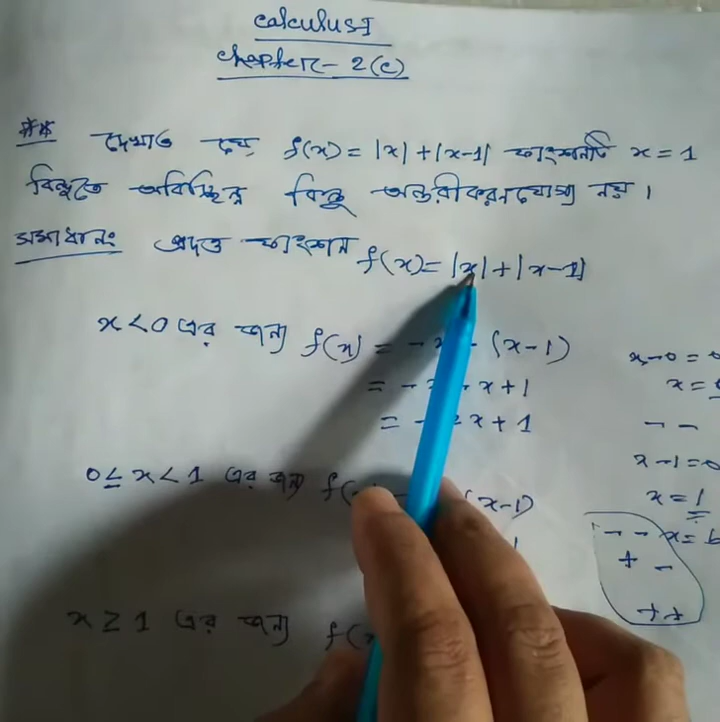 Calculus-I
Chapter - 2(c)
** দেখাও যে, f(x) = |x| + |x-1| ফাংশনটি x = 1
বিন্দুতে অবিচ্ছিন্ন কিন্তু অন্তরীকরণযোগ্য নয়।
সমাধানঃ প্রদত্ত ফাংশন f(x) = |x| + |x-1|
x < 0 এর জন্য f(x) = -x - (x-1)
= - x + 1
= -2x + 1
0 ≤ x < 1 এর জন্য (x-1)
x ≥ 1 এর জন্য
x-0 =
x =
- -
x-1=0
x = 1
- -
+ -
++